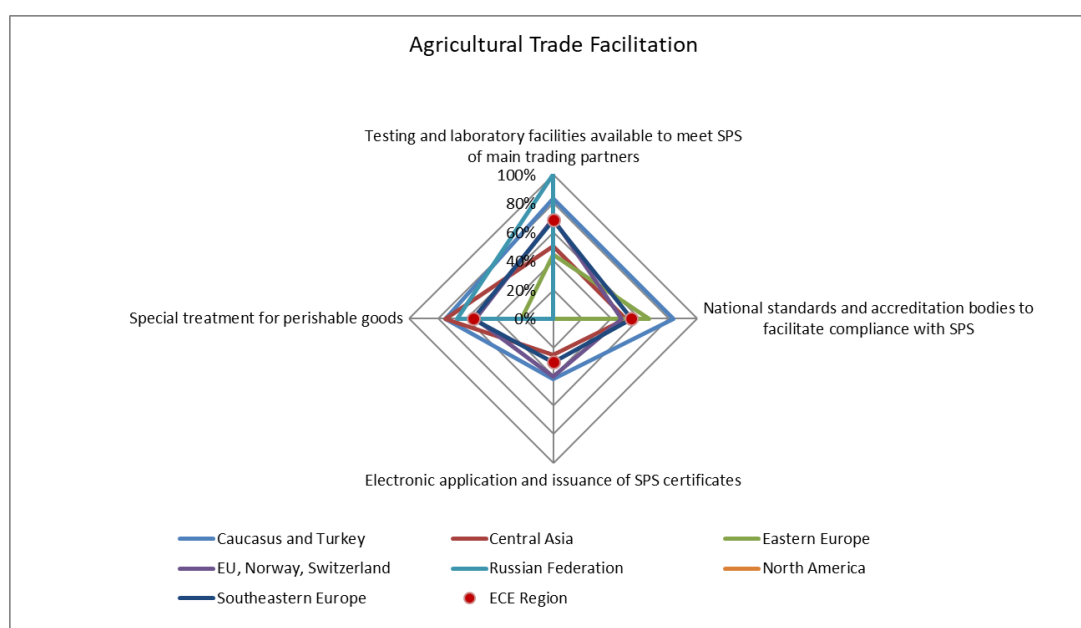 Agricultural Trade Facilitation
Testing and laboratory facilities available to meet SPS
of main trading partners
100%
80%
60%
40%
20%
0%
Special treatment for perishable goods
National standards and accreditation bodies to
facilitate compliance with SPS
Electronic application and issuance of SPS certificates
Caucasus and Turkey
Central Asia
Eastern Europe
EU, Norway, Switzerland
Russian Federation
North America
Southeastern Europe
ECE Region